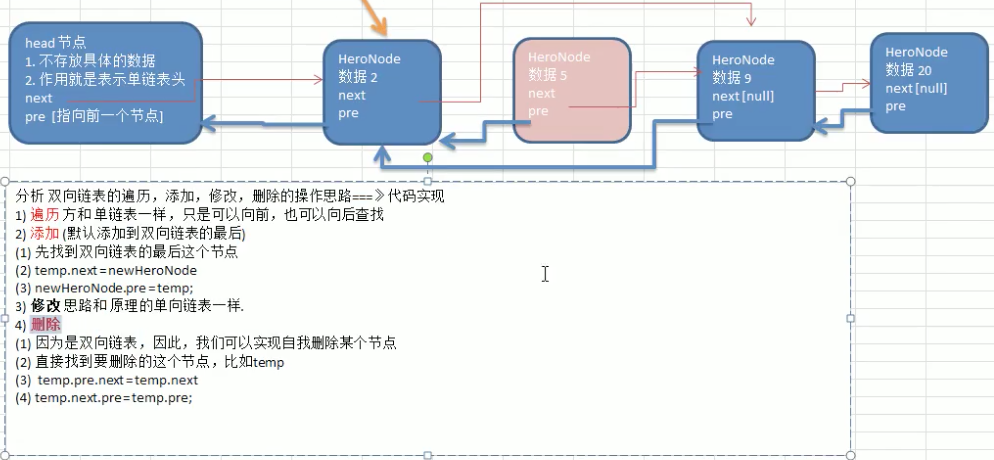 head 节点
1. 不存放具体的数据
2. 作用就是表示单链表头
next
pre [指向前一个节点]
HeroNode
数据 2
next
pre
HeroNode
数据 5
next
pre
HeroNode
数据 9
next [null]
pre
HeroNode
数据 20
next [null]
pre
分析 双向链表的遍历，添加，修改，删除的操作思路===》代码实现
1) 遍历 方和 单链表一样，只是可以向前，也可以向后查找
2) 添加 (默认添加到双向链表的最后)
(1) 先找到双向链表的最后这个节点
(2) temp.next = newHeroNode
(3) newHeroNode.pre = temp;
3) 修改 思路和 原理的单向链表一样.
4) 删除
(1) 因为是双向链表，因此，我们可以实现自我删除某个节点
(2) 直接找到要删除的这个节点，比如temp
(3) temp.pre.next = temp.next
(4) temp.next.pre = temp.pre;